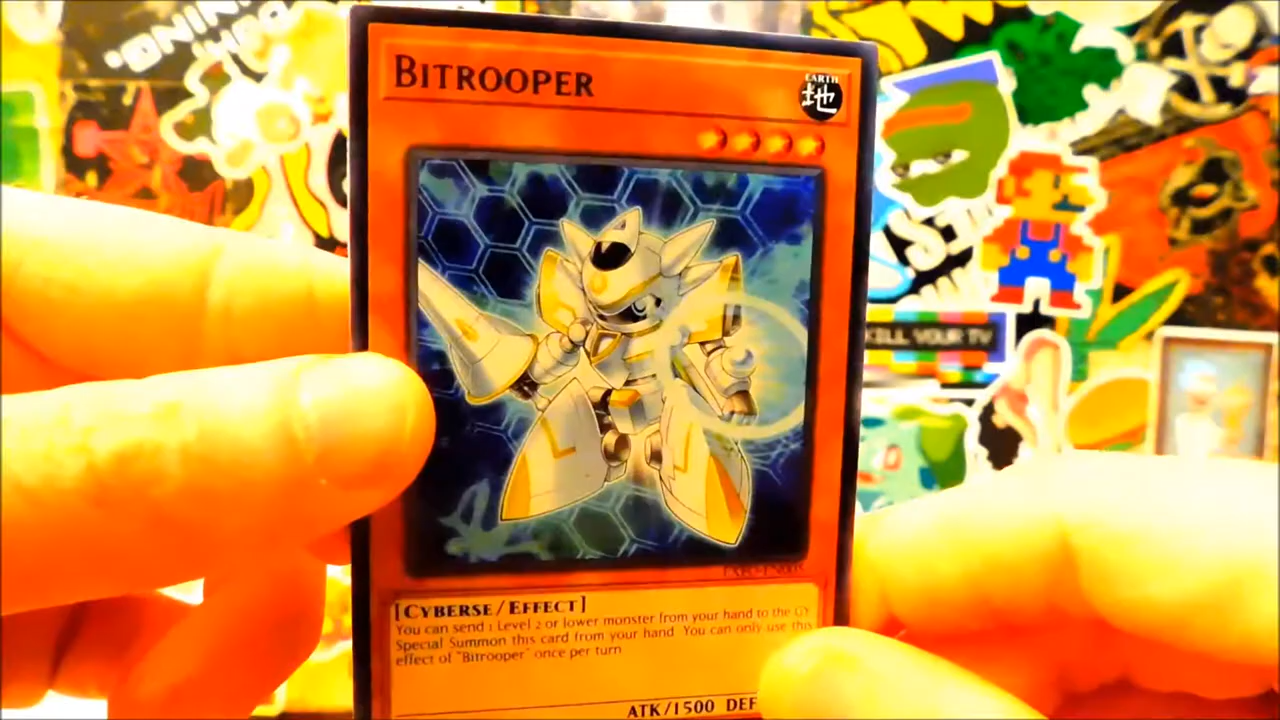 BITROOPER
EARTH
地
KILL YOUR TV
[CYBERSE/EFFECT]
You can send 1 Level 2 or lower monster from your hand to the GY
Special Summon this card from your hand. You can only use this
effect of "Bitrooper" once per turn
ATK/1500 DEF